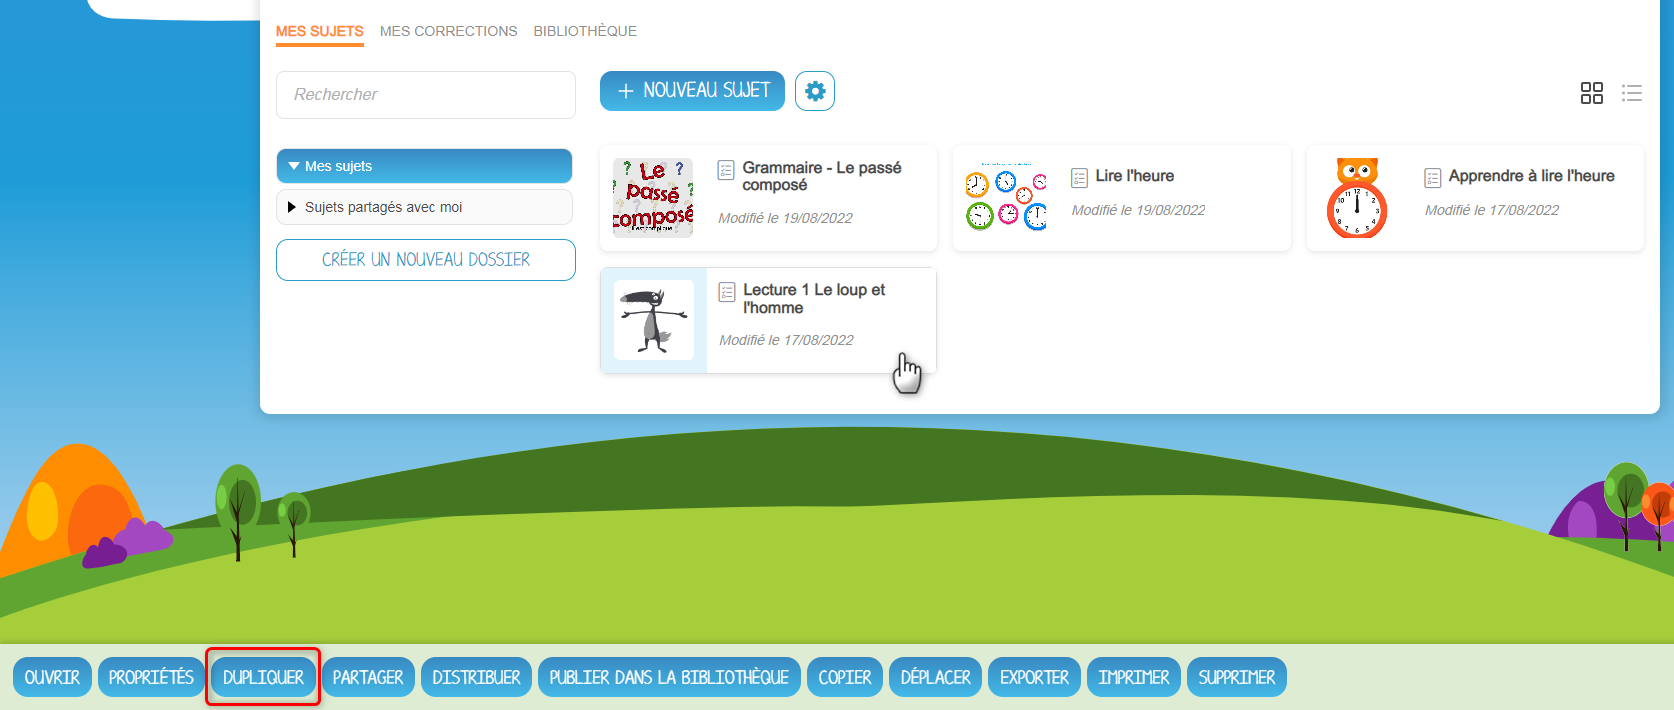 MES SUJETS MES CORRECTIONS BIBLIOTHÈQUE
Rechercher
NOUVEAU SUJET
Mes sujets
Sujets partagés avec moi
CRÉER UN NOUVEAU DOSSIER
Le
passé
composé
Grammaire - Le passé
composé
Modifié le 19/08/2022
Lire l'heure
Modifié le 19/08/2022
Apprendre à lire l'heure
Modifié le 17/08/2022
Lecture 1 Le loup et
l'homme
Modifié le 17/08/2022
OUVRIR PROPRIÉTÉS DUPLIQUER PARTAGER DISTRIBUER PUBLIER DANS LA BIBLIOTHÈQUE COPIER DÉPLACER EXPORTER IMPRIMER SUPPRIMER